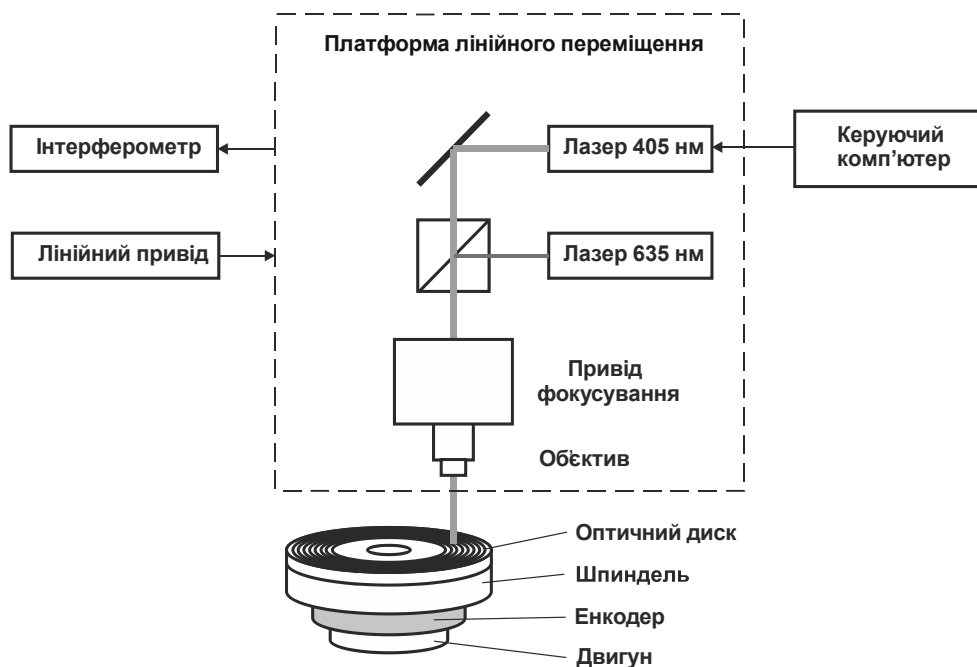 Платформа лінійного переміщення
Інтерферометр
Лазер 405 нм
Керуючий
комп’ютер
Лінійний привід
Лазер 635 нм
Привід
фокусування
Об'єктив
Оптичний диск
Шпиндель
Енкодер
Двигун